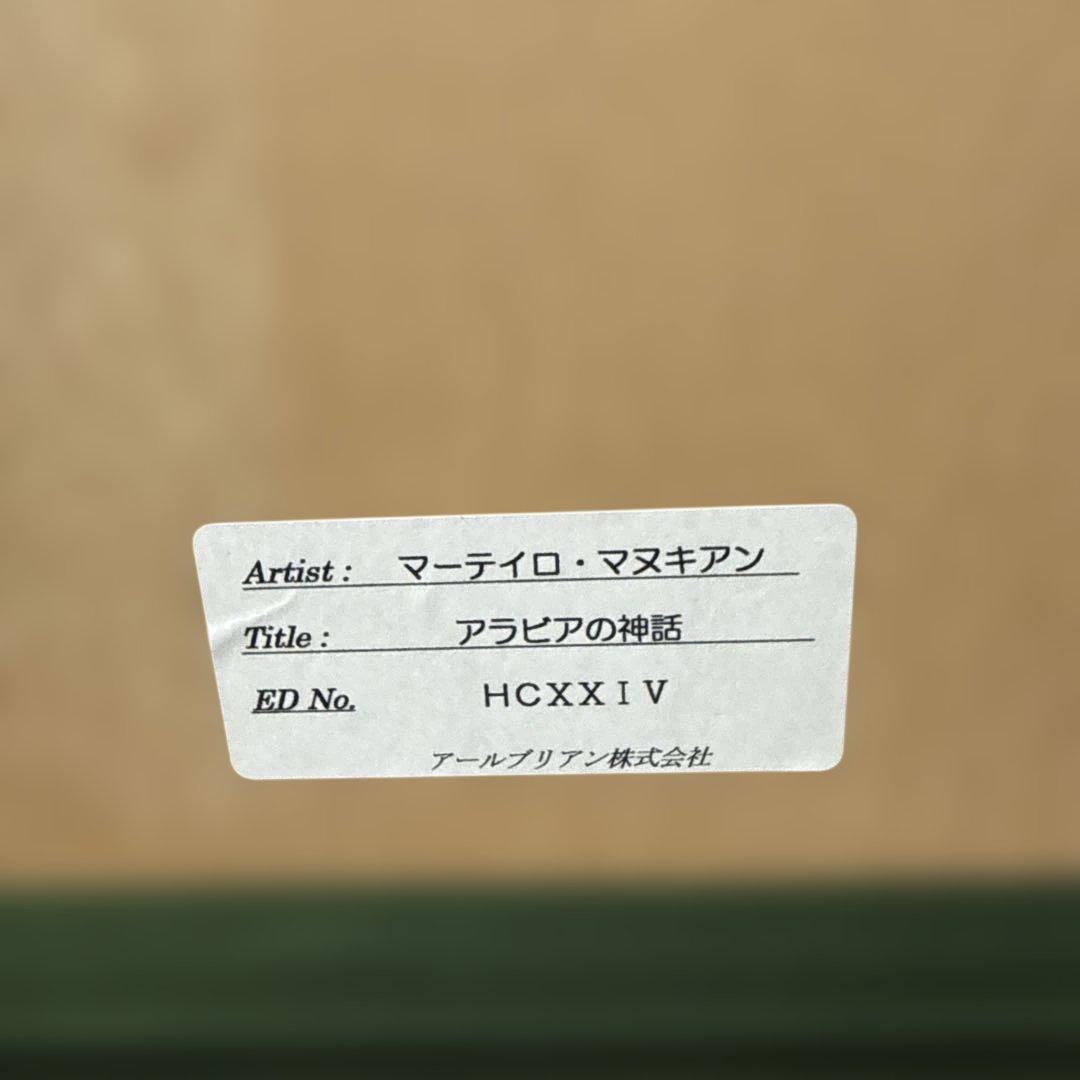 Artist : マーテイロ・マヌキアン
Title : アラビアの神話
ED No. HCXXIV
アールブリアン株式会社